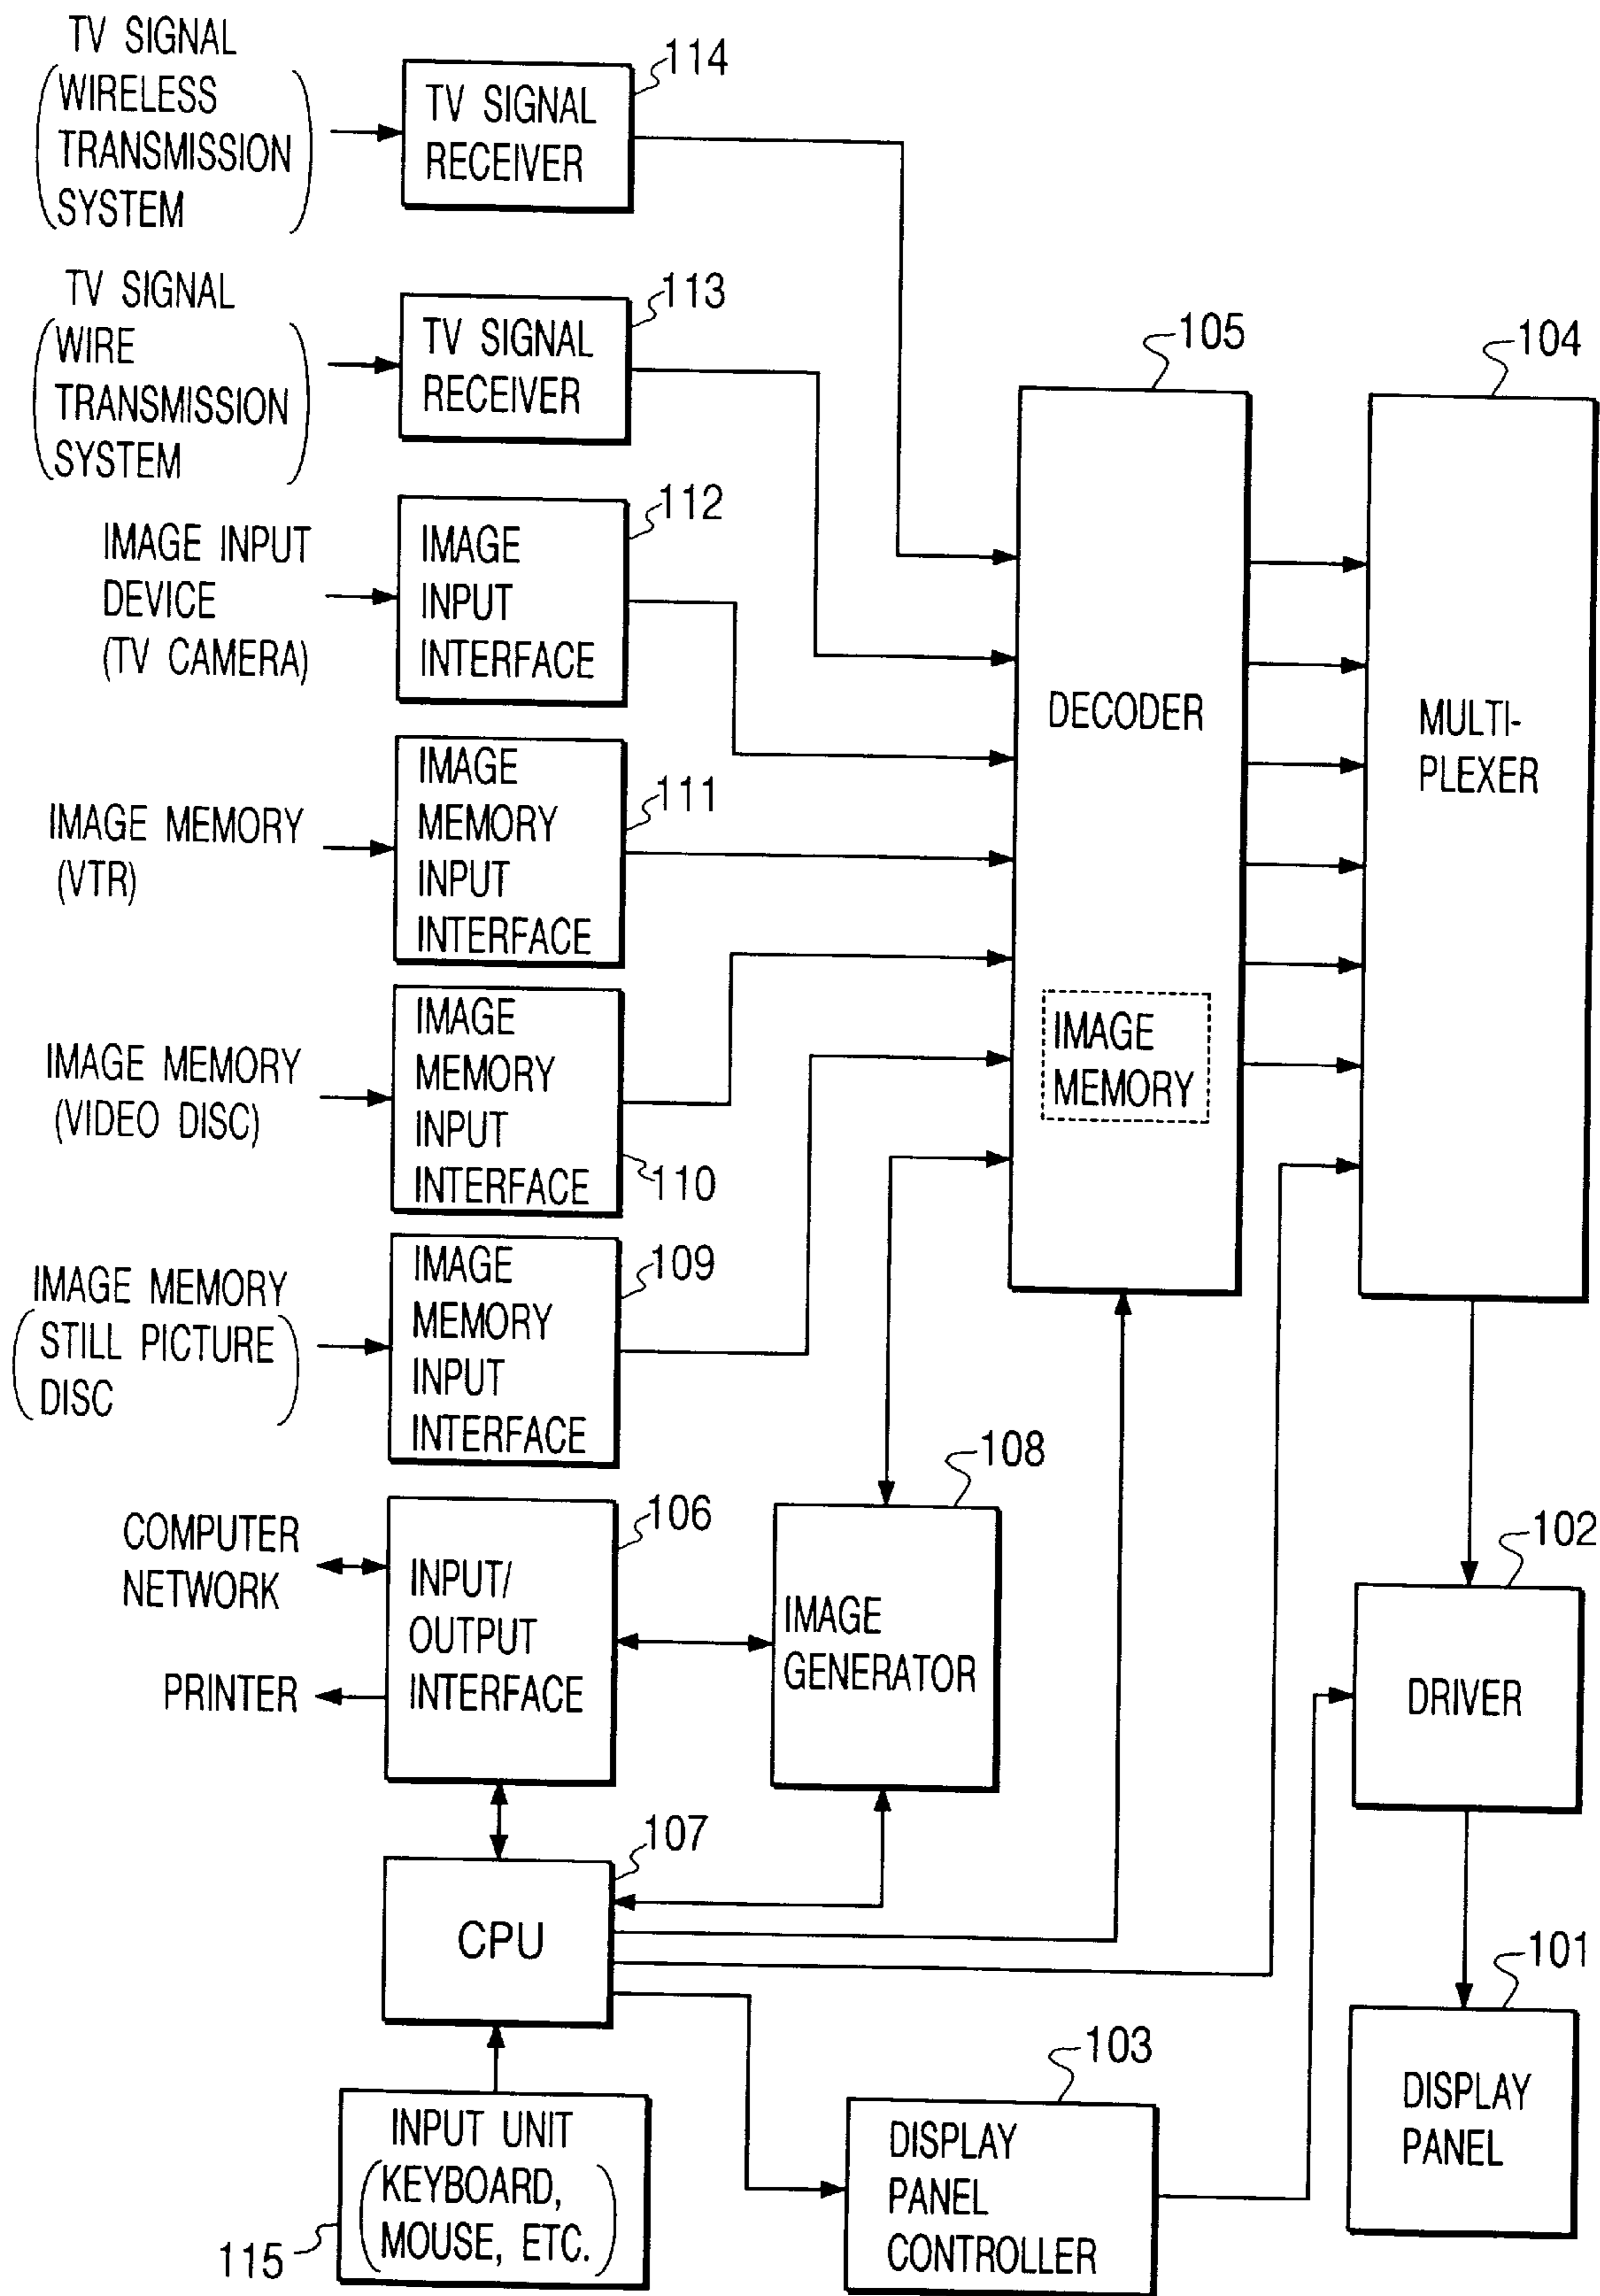 TV SIGNAL
(WIRELESS
TRANSMISSION
SYSTEM)
TV SIGNAL
RECEIVER
114
TV SIGNAL
(WIRE
TRANSMISSION
SYSTEM)
TV SIGNAL
RECEIVER
113
IMAGE INPUT
DEVICE
(TV CAMERA)
IMAGE
INPUT
INTERFACE
112
IMAGE MEMORY
(VTR)
IMAGE
MEMORY
INPUT
INTERFACE
111
IMAGE MEMORY
(VIDEO DISC)
IMAGE
MEMORY
INPUT
INTERFACE
110
IMAGE MEMORY
(STILL PICTURE
DISC)
IMAGE
MEMORY
INPUT
INTERFACE
109
105
DECODER
IMAGE
MEMORY
104
MULTI-
PLEXER
COMPUTER
NETWORK
PRINTER
106
INPUT/
OUTPUT
INTERFACE
108
IMAGE
GENERATOR
102
DRIVER
107
CPU
101
DISPLAY
PANEL
103
DISPLAY
PANEL
CONTROLLER
INPUT UNIT
(KEYBOARD,
MOUSE, ETC.)
115